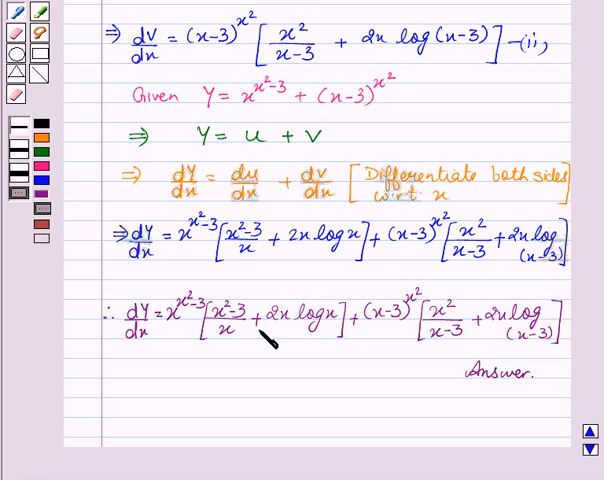 ⇒ dv/dx = (x-3)^x² [ x²/(x-3) + 2x log(x-3) ] -(ii)
Given Y = x^(x²-3) + (x-3)^x²
⇒ Y = u + v
⇒ dy/dx = du/dx + dv/dx [ Differentiate both sides w.r.t. x ]
⇒ dy/dx = x^(x²-3) [ (x²-3)/x + 2x log x ] + (x-3)^x² [ x²/(x-3) + 2x log (x-3) ]
∴ dy/dx = x^(x²-3) [ (x²-3)/x + 2x log x ] + (x-3)^x² [ x²/(x-3) + 2x log (x-3) ]
Answer.